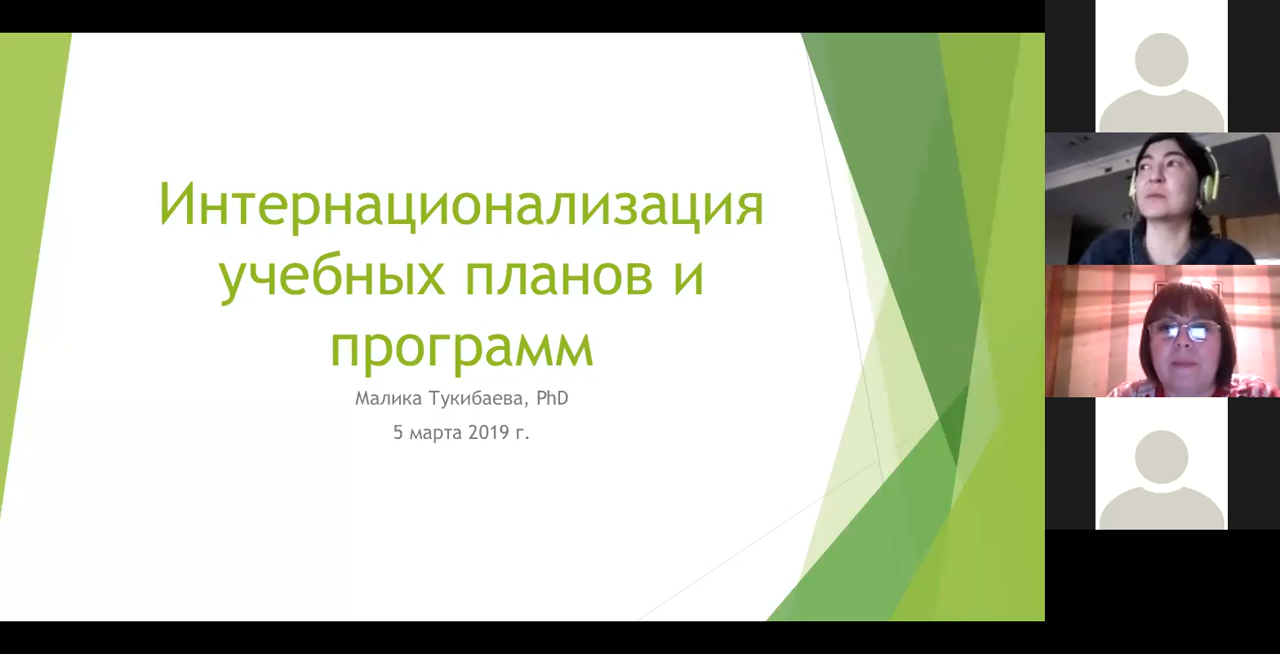 Интернационализация
учебных планов и
программ
Малика Тукибаева, PhD
5 марта 2019 г.